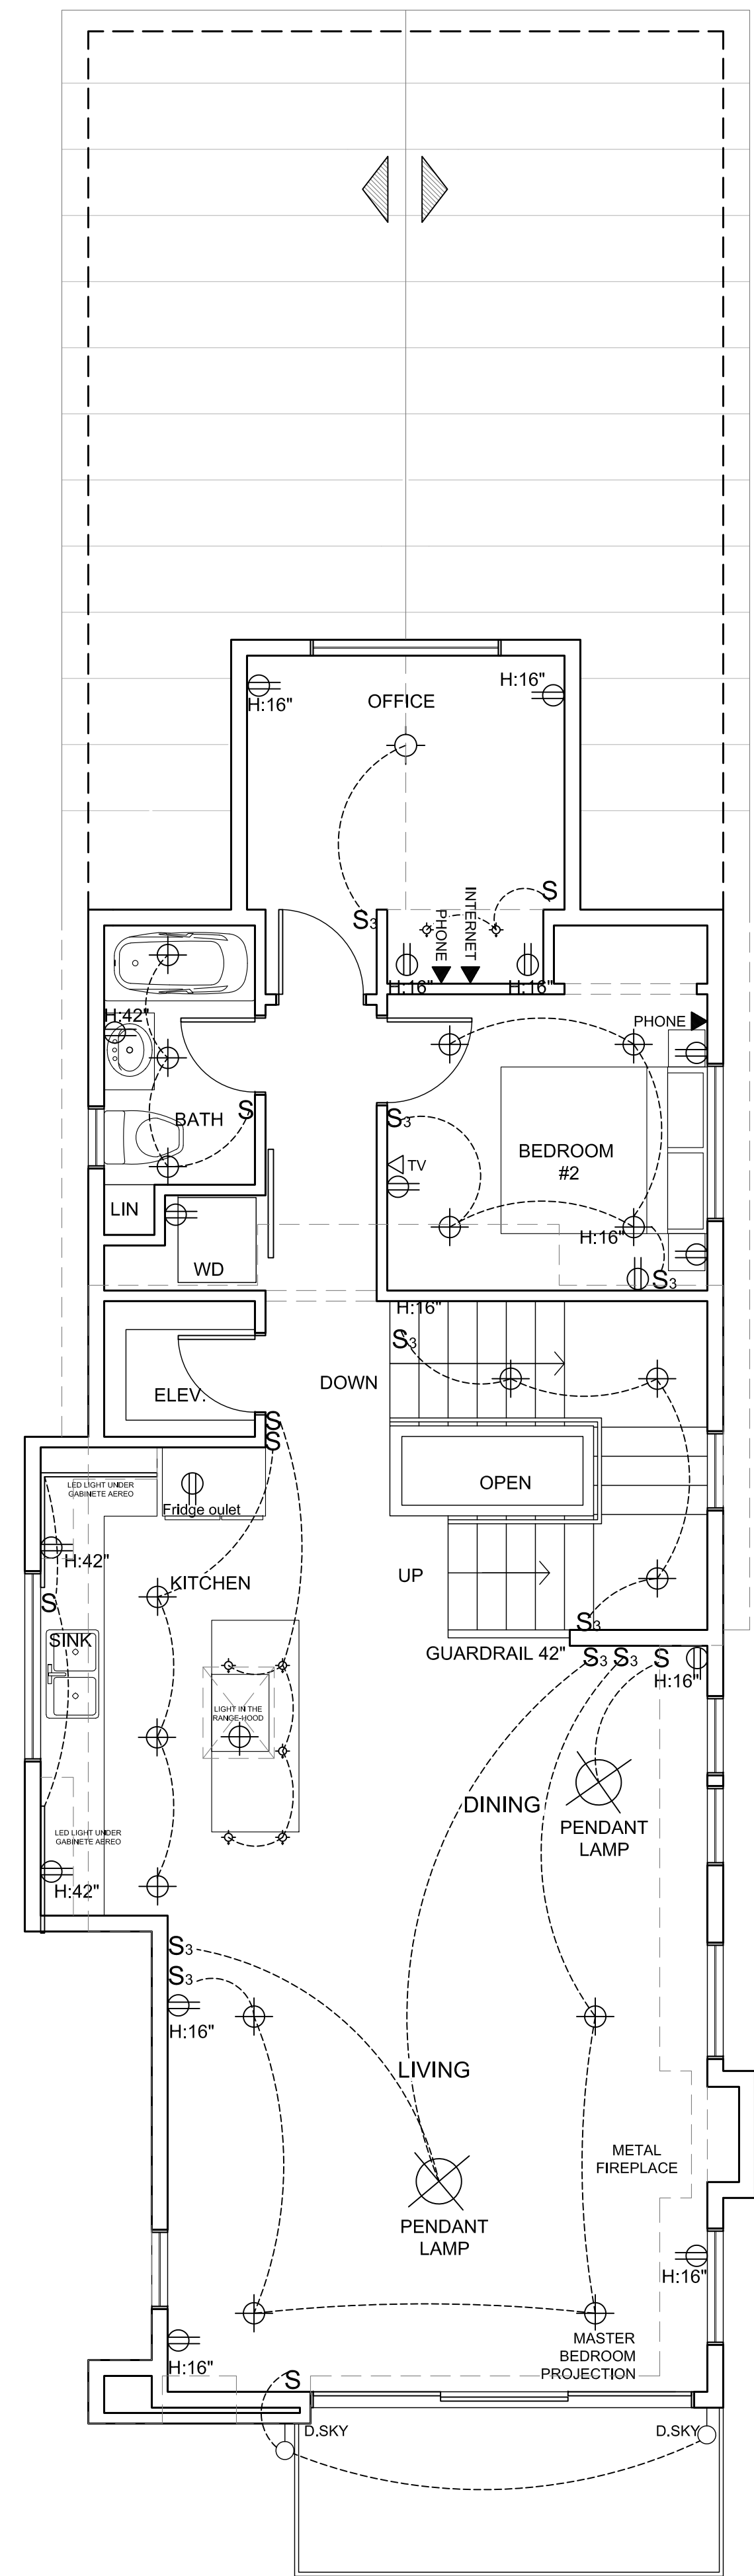 H:16"
OFFICE
H:16"
S3
PHONE
INTERNET
S
H:16"
H:16"
H:42"
PHONE
BATH
S
S3
TV
BEDROOM
#2
LIN
H:16"
S3
WD
H:16"
S3
DOWN
ELEV.
S
S
OPEN
LED LIGHT UNDER
GABINETE AEREO
Fridge oulet
H:42"
KITCHEN
UP
S
SINK
S3
GUARDRAIL 42"
S3
S3
S
H:16"
LIGHT IN THE
RANGE-HOOD
DINING
PENDANT
LAMP
LED LIGHT UNDER
GABINETE AEREO
H:42"
S3
S3
H:16"
LIVING
METAL
FIREPLACE
PENDANT
LAMP
H:16"
H:16"
MASTER
BEDROOM
PROJECTION
S
D.SKY
D.SKY